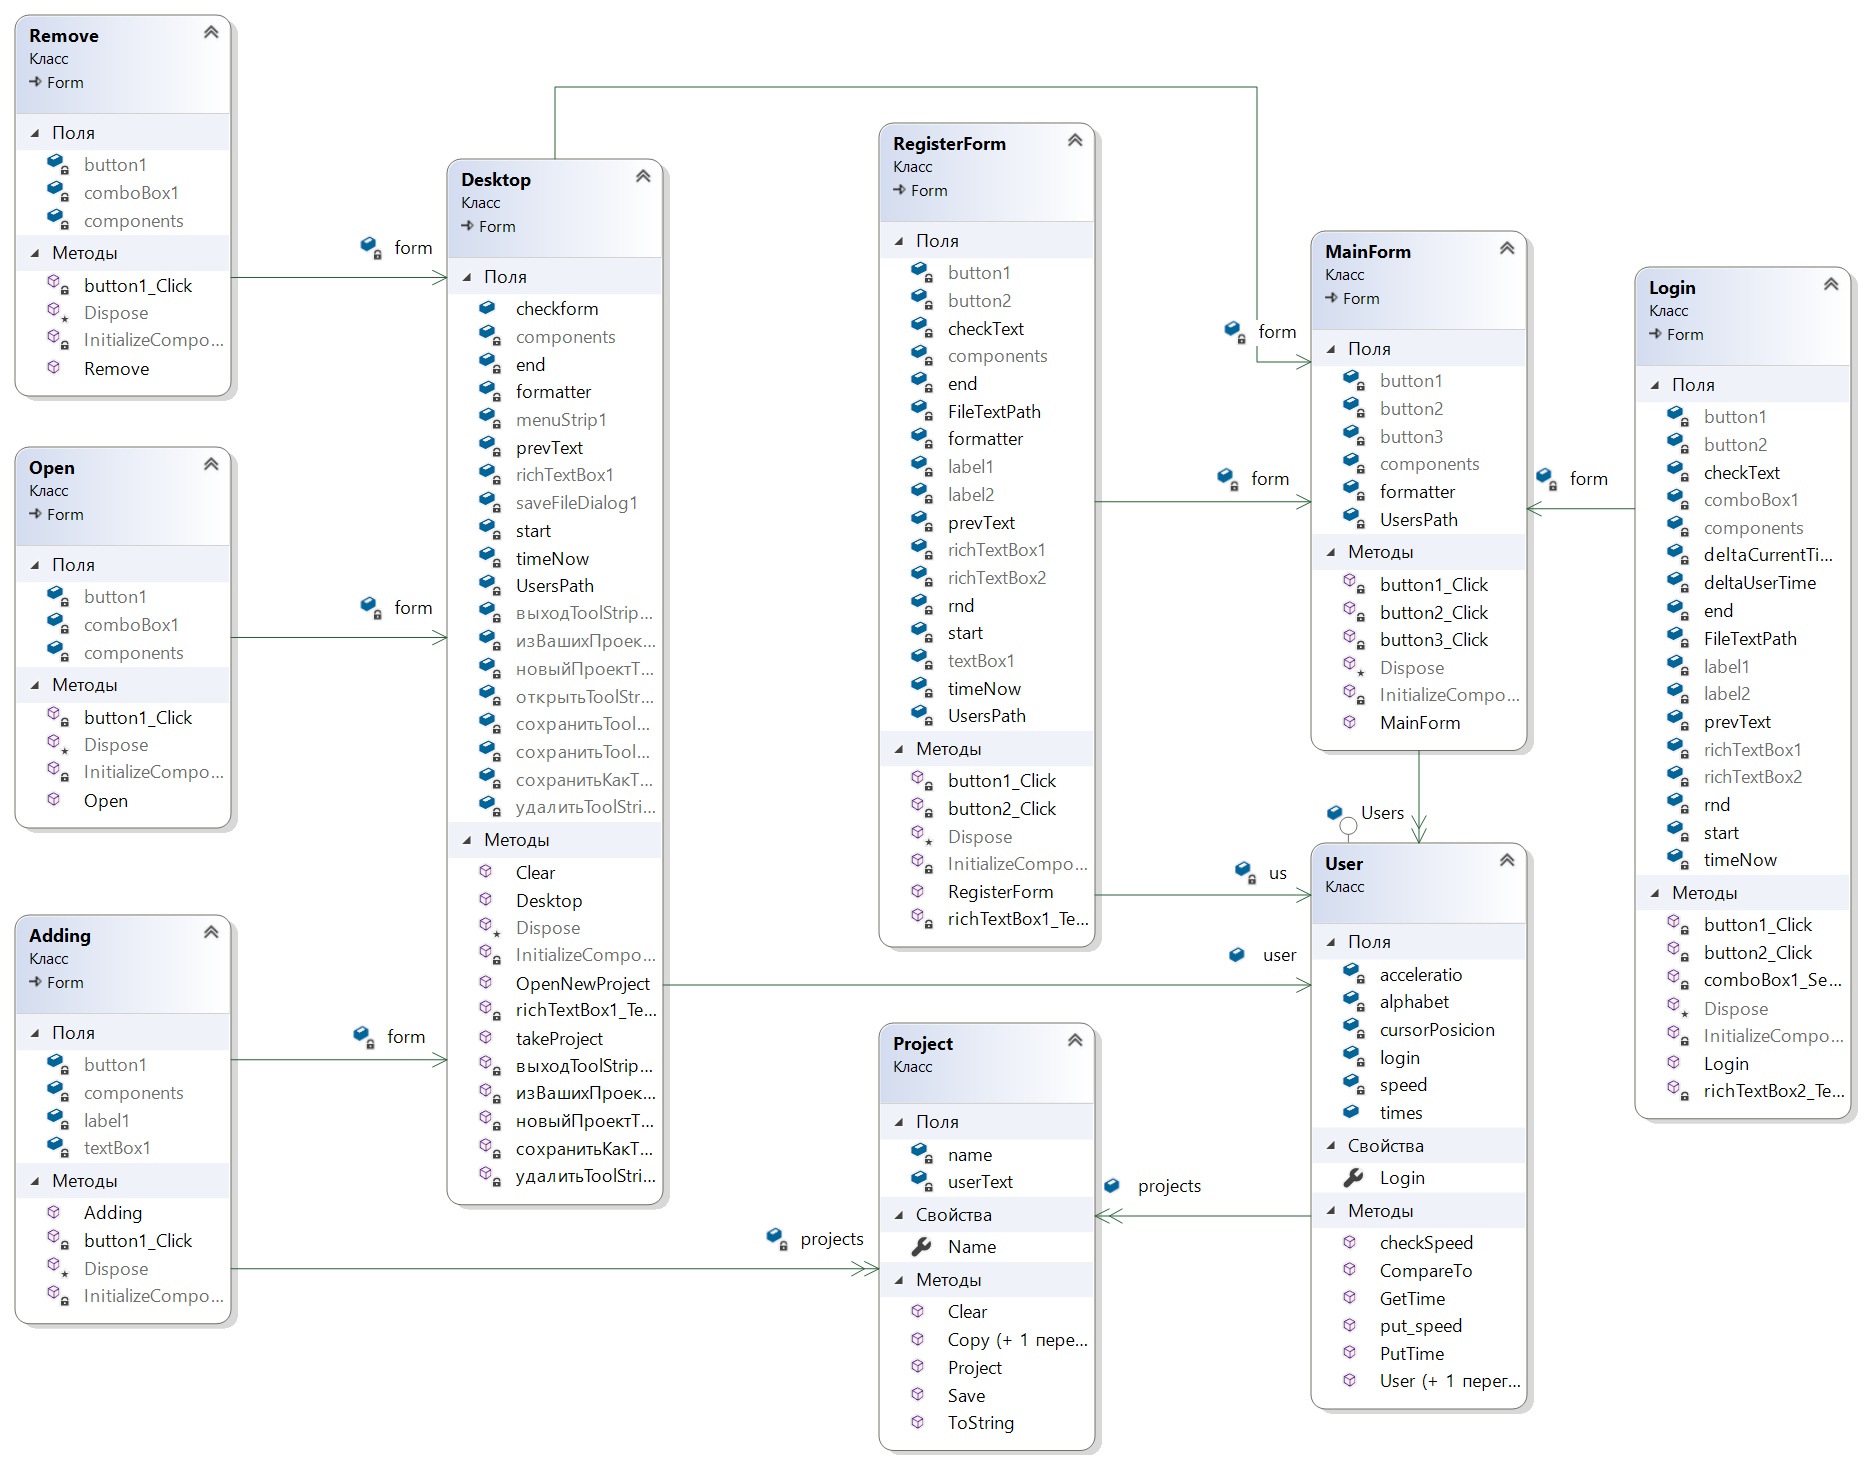 Remove
Класс
Form
Поля
button1
comboBox1
components
Методы
button1_Click
Dispose
InitializeCompo...
Remove
form
Open
Класс
Form
Поля
button1
comboBox1
components
Методы
button1_Click
Dispose
InitializeCompo...
Open
form
Adding
Класс
Form
Поля
button1
components
label1
textBox1
Методы
Adding
button1_Click
Dispose
InitializeCompo...
form
projects
Desktop
Класс
Form
Поля
checkform
components
end
formatter
menuStrip1
prevText
richTextBox1
saveFileDialog1
start
timeNow
UsersPath
выходToolStrip...
изВашихПроек...
новыйПроектТ...
открытьToolStr...
сохранитьTool...
сохранитьTool...
сохранитьКакТ...
удалитьToolStri...
Методы
Clear
Desktop
Dispose
InitializeCompo...
OpenNewProject
richTextBox1_Te...
takeProject
выходToolStrip...
изВашихПроек...
новыйПроектТ...
сохранитьКакТ...
удалитьToolStri...
form
user
RegisterForm
Класс
Form
Поля
button1
button2
checkText
components
end
FileTextPath
formatter
label1
label2
prevText
richTextBox1
richTextBox2
rnd
start
textBox1
timeNow
UsersPath
Методы
button1_Click
button2_Click
Dispose
InitializeCompo...
RegisterForm
richTextBox1_Te...
form
us
Project
Класс
Поля
name
userText
Свойства
Name
Методы
Clear
Copy (+ 1 пере...
Project
Save
ToString
MainForm
Класс
Form
Поля
button1
button2
button3
components
formatter
UsersPath
Методы
button1_Click
button2_Click
button3_Click
Dispose
InitializeCompo...
MainForm
Users
User
Класс
Поля
acceleratio
alphabet
cursorPosicion
login
speed
times
Свойства
Login
Методы
checkSpeed
CompareTo
GetTime
put_speed
PutTime
User (+ 1 перег...
projects
Login
Класс
Form
Поля
button1
button2
checkText
comboBox1
components
deltaCurrentTi...
deltaUserTime
end
FileTextPath
label1
label2
prevText
richTextBox1
richTextBox2
rnd
start
timeNow
Методы
button1_Click
button2_Click
comboBox1_Se...
Dispose
InitializeCompo...
Login
richTextBox2_Te...
form